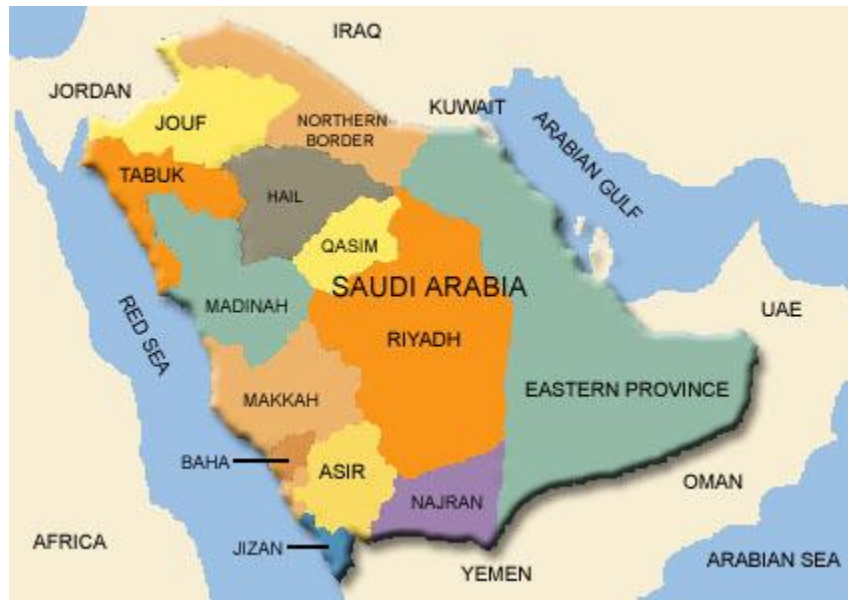 IRAQ
JORDAN
KUWAIT
JOUF
NORTHERN
BORDER
ARABIAN GULF
TABUK
HAIL
QASIM
SAUDI ARABIA
MADINAH
RED SEA
UAE
RIYADH
EASTERN PROVINCE
MAKKAH
BAHA
ASIR
OMAN
NAJRAN
AFRICA
JIZAN
ARABIAN SEA
YEMEN